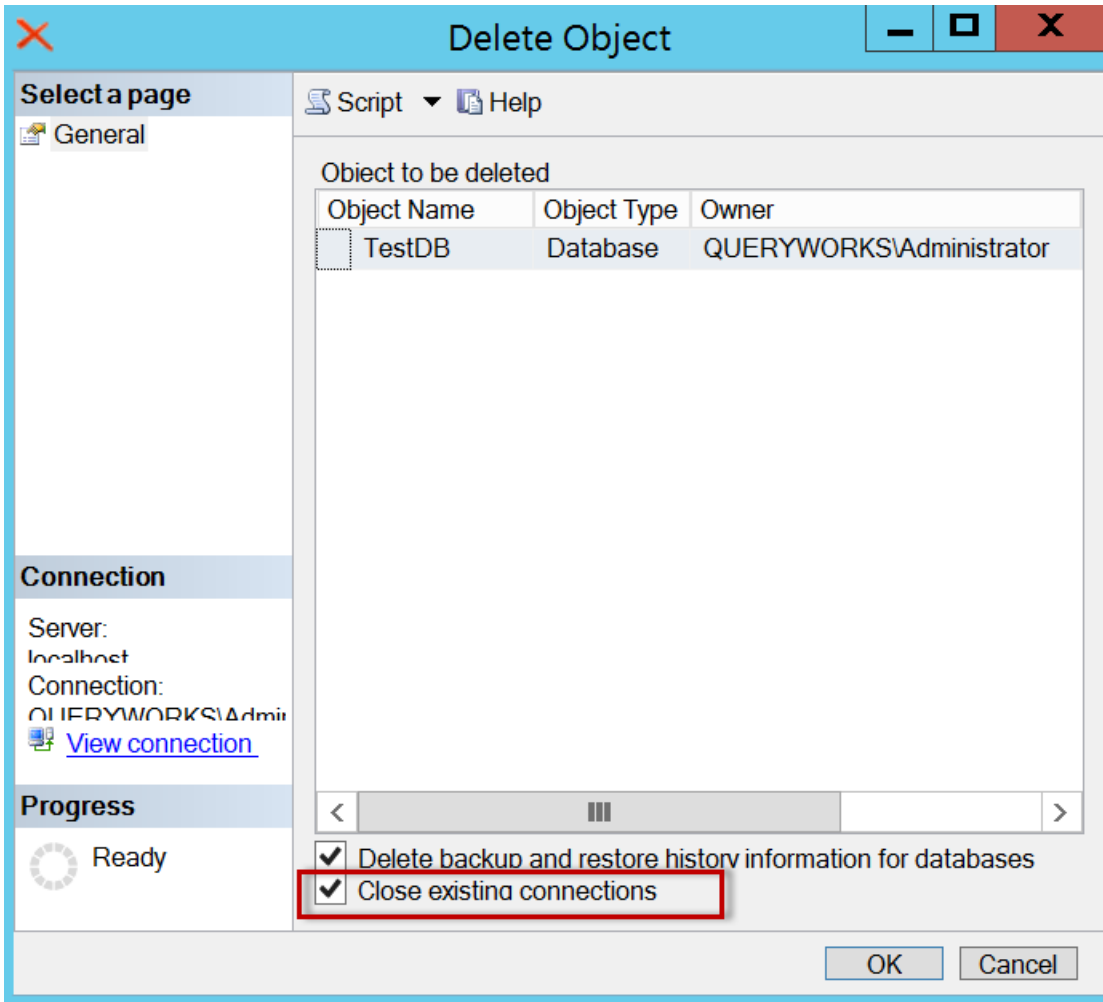 Delete Object
X
Select a page
General
Script Help
Object to be deleted
Object Name Object Type Owner
TestDB Database QUERYWORKS\Administrator
Connection
Server:
localhost
Connection:
QUERYWORKS\Admin
View connection
Progress
Ready
Delete backup and restore history information for databases
Close existing connections
OK Cancel